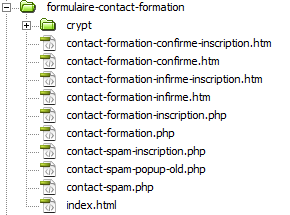 formulaire-contact-formation
crypt
contact-formation-confirme-inscription.htm
contact-formation-confirme.htm
contact-formation-infirme-inscription.htm
contact-formation-infirme.htm
contact-formation-inscription.php
contact-formation.php
contact-spam-inscription.php
contact-spam-popup-old.php
contact-spam.php
index.html